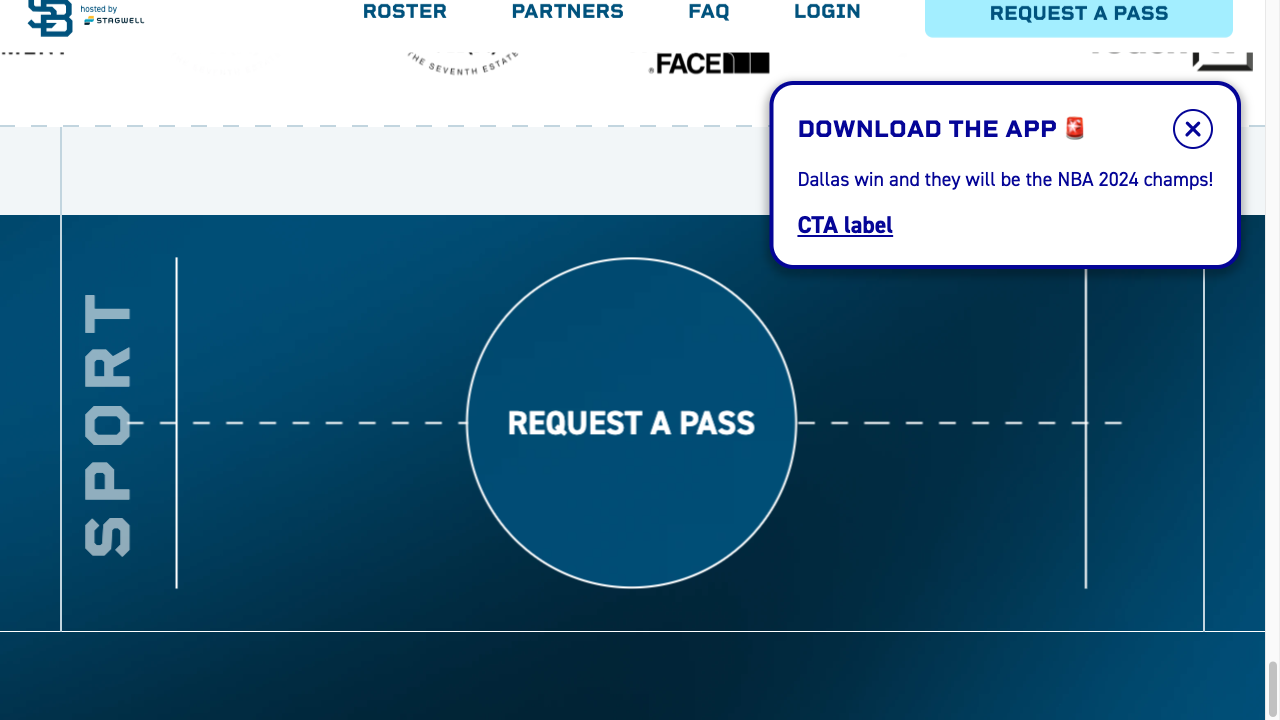 SB
hosted by
STAGWELL
ROSTER
PARTNERS
FAQ
LOGIN
REQUEST A PASS
THE SEVENTH ESTATE
FACE
DOWNLOAD THE APP 🚨
Dallas win and they will be the NBA 2024 champs!
CTA label
SPORT
REQUEST A PASS